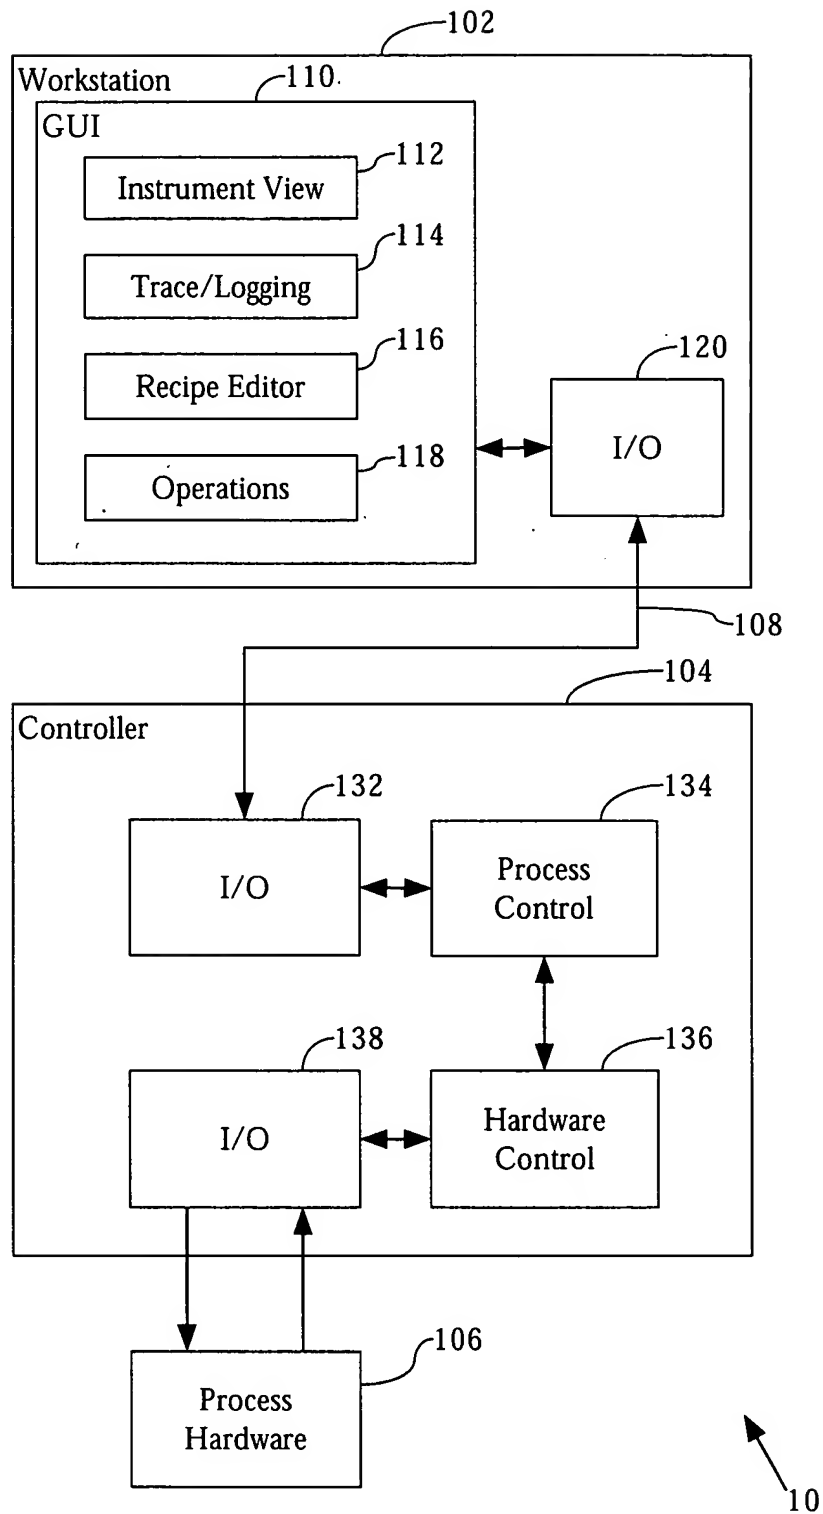 102
Workstation
110
GUI
112
Instrument View
114
Trace/Logging
116
Recipe Editor
118
Operations
120
I/O
108
104
Controller
132
I/O
134
Process
Control
138
I/O
136
Hardware
Control
106
Process
Hardware
10